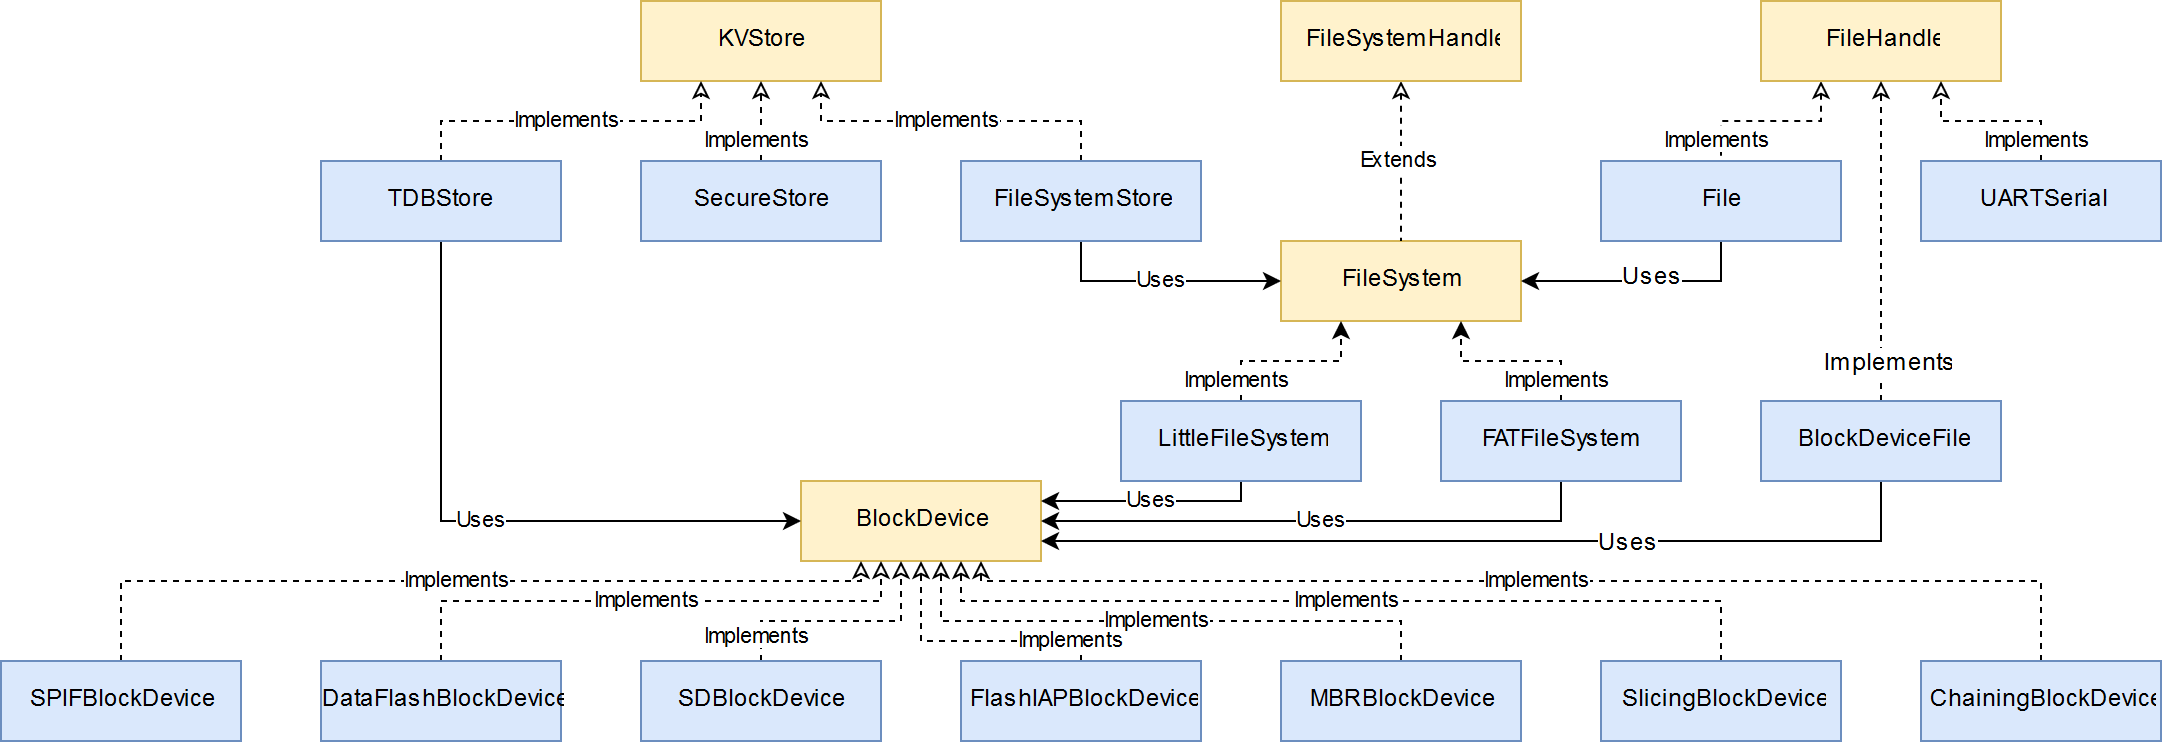 KVStore
FileSystemHandle
FileHandle
Implements
Implements
Implements
Implements
Implements
Extends
TDBStore
SecureStore
FileSystemStore
File
UARTSerial
Uses
FileSystem
Uses
Implements
Implements
Implements
LittleFileSystem
FATFileSystem
BlockDeviceFile
Uses
BlockDevice
Uses
Uses
Uses
Implements
Implements
Implements
Implements
Implements
Implements
Implements
SPIFBlockDevice
DataFlashBlockDevice
SDBlockDevice
FlashIAPBlockDevice
MBRBlockDevice
SlicingBlockDevice
ChainingBlockDevice